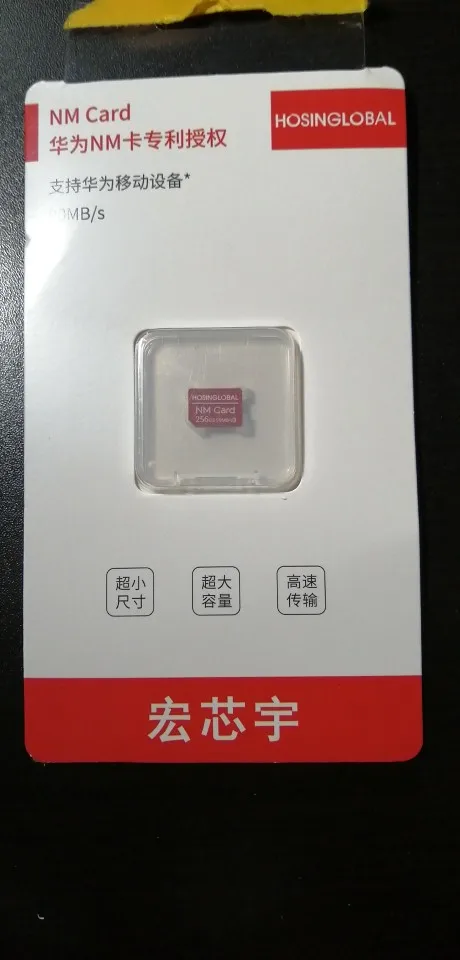 NM Card
HOSINGLOBAL
华为NM卡专利授权
支持华为移动设备*
0MB/s
HOSINGLOBAL
NM Card
超小
尺寸
超大
容量
高速
传输
宏芯宇